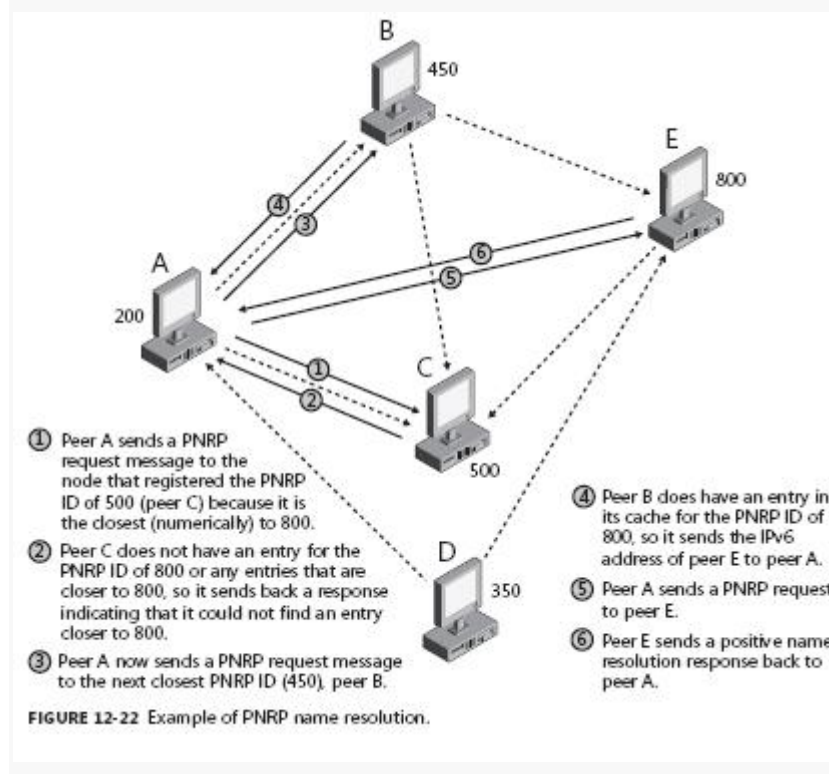 B
450
E
800
4
3
6
5
A
200
1
2
C
500
D
350
① Peer A sends a PNRP
request message to the
node that registered the PNRP
ID of 500 (peer C) because it is
the closest (numerically) to 800.
② Peer C does not have an entry for the
PNRP ID of 800 or any entries that are
closer to 800, so it sends back a response
indicating that it could not find an entry
closer to 800.
③ Peer A now sends a PNRP request message
to the next closest PNRP ID (450), peer B.
④ Peer B does have an entry in
its cache for the PNRP ID of
800, so it sends the IPv6
address of peer E to peer A.
⑤ Peer A sends a PNRP request
to peer E.
⑥ Peer E sends a positive name
resolution response back to
peer A.
FIGURE 12-22 Example of PNRP name resolution.